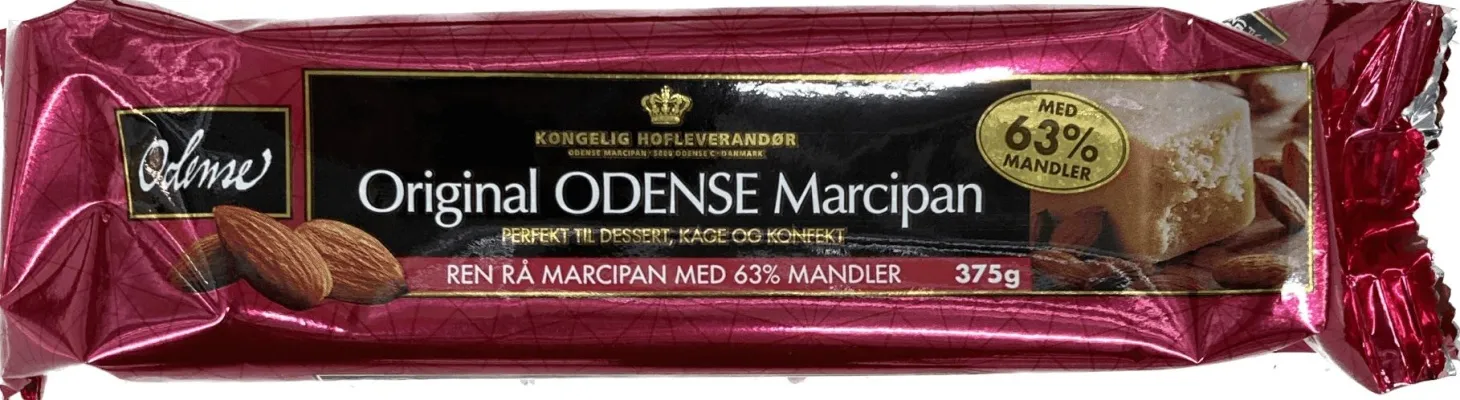 Odense
KONGELIG HOFLEVERANDØR
ODENSE MARCIPAN · 5000 ODENSE C · DANMARK
Original ODENSE Marcipan
PERFEKT TIL DESSERT, KAGE OG KONFEKT
REN RÅ MARCIPAN MED 63% MANDLER 375g
MED
63%
MANDLER